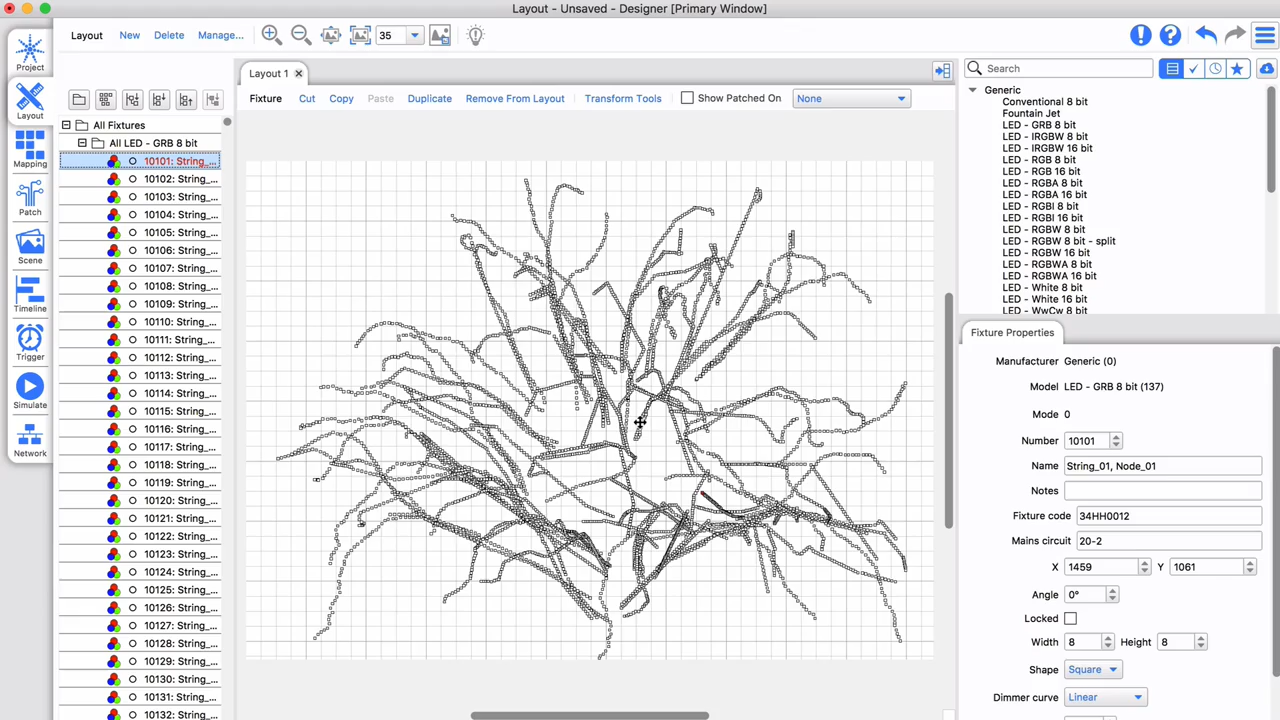 Layout - Unsaved - Designer [Primary Window]
Project
Layout
Mapping
Patch
Scene
Timeline
Trigger
Simulate
Network
Layout New Delete Manage... 35
All Fixtures
All LED - GRB 8 bit
10101: String_...
10102: String_...
10103: String_...
10104: String_...
10105: String_...
10106: String_...
10107: String_...
10108: String_...
10109: String_...
10110: String_...
10111: String_...
10112: String_...
10113: String_...
10114: String_...
10115: String_...
10116: String_...
10117: String_...
10118: String_...
10119: String_...
10120: String_...
10121: String_...
10122: String_...
10123: String_...
10124: String_...
10125: String_...
10126: String_...
10127: String_...
10128: String_...
10129: String_...
10130: String_...
10131: String_...
10132: String_...
Layout 1
Fixture Cut Copy Paste Duplicate Remove From Layout Transform Tools Show Patched On None
Search
Generic
Conventional 8 bit
Fountain Jet
LED - GRB 8 bit
LED - IRGBW 8 bit
LED - IRGBW 16 bit
LED - RGB 8 bit
LED - RGB 16 bit
LED - RGBA 8 bit
LED - RGBA 16 bit
LED - RGBI 8 bit
LED - RGBI 16 bit
LED - RGBW 8 bit
LED - RGBW 8 bit - split
LED - RGBW 16 bit
LED - RGBWA 8 bit
LED - RGBWA 16 bit
LED - White 8 bit
LED - White 16 bit
LED - WwCw 8 bit
Fixture Properties
Manufacturer Generic (0)
Model LED - GRB 8 bit (137)
Mode 0
Number 10101
Name String_01, Node_01
Notes
Fixture code 34HH0012
Mains circuit 20-2
X 1459 Y 1061
Angle 0°
Locked
Width 8 Height 8
Shape Square
Dimmer curve Linear